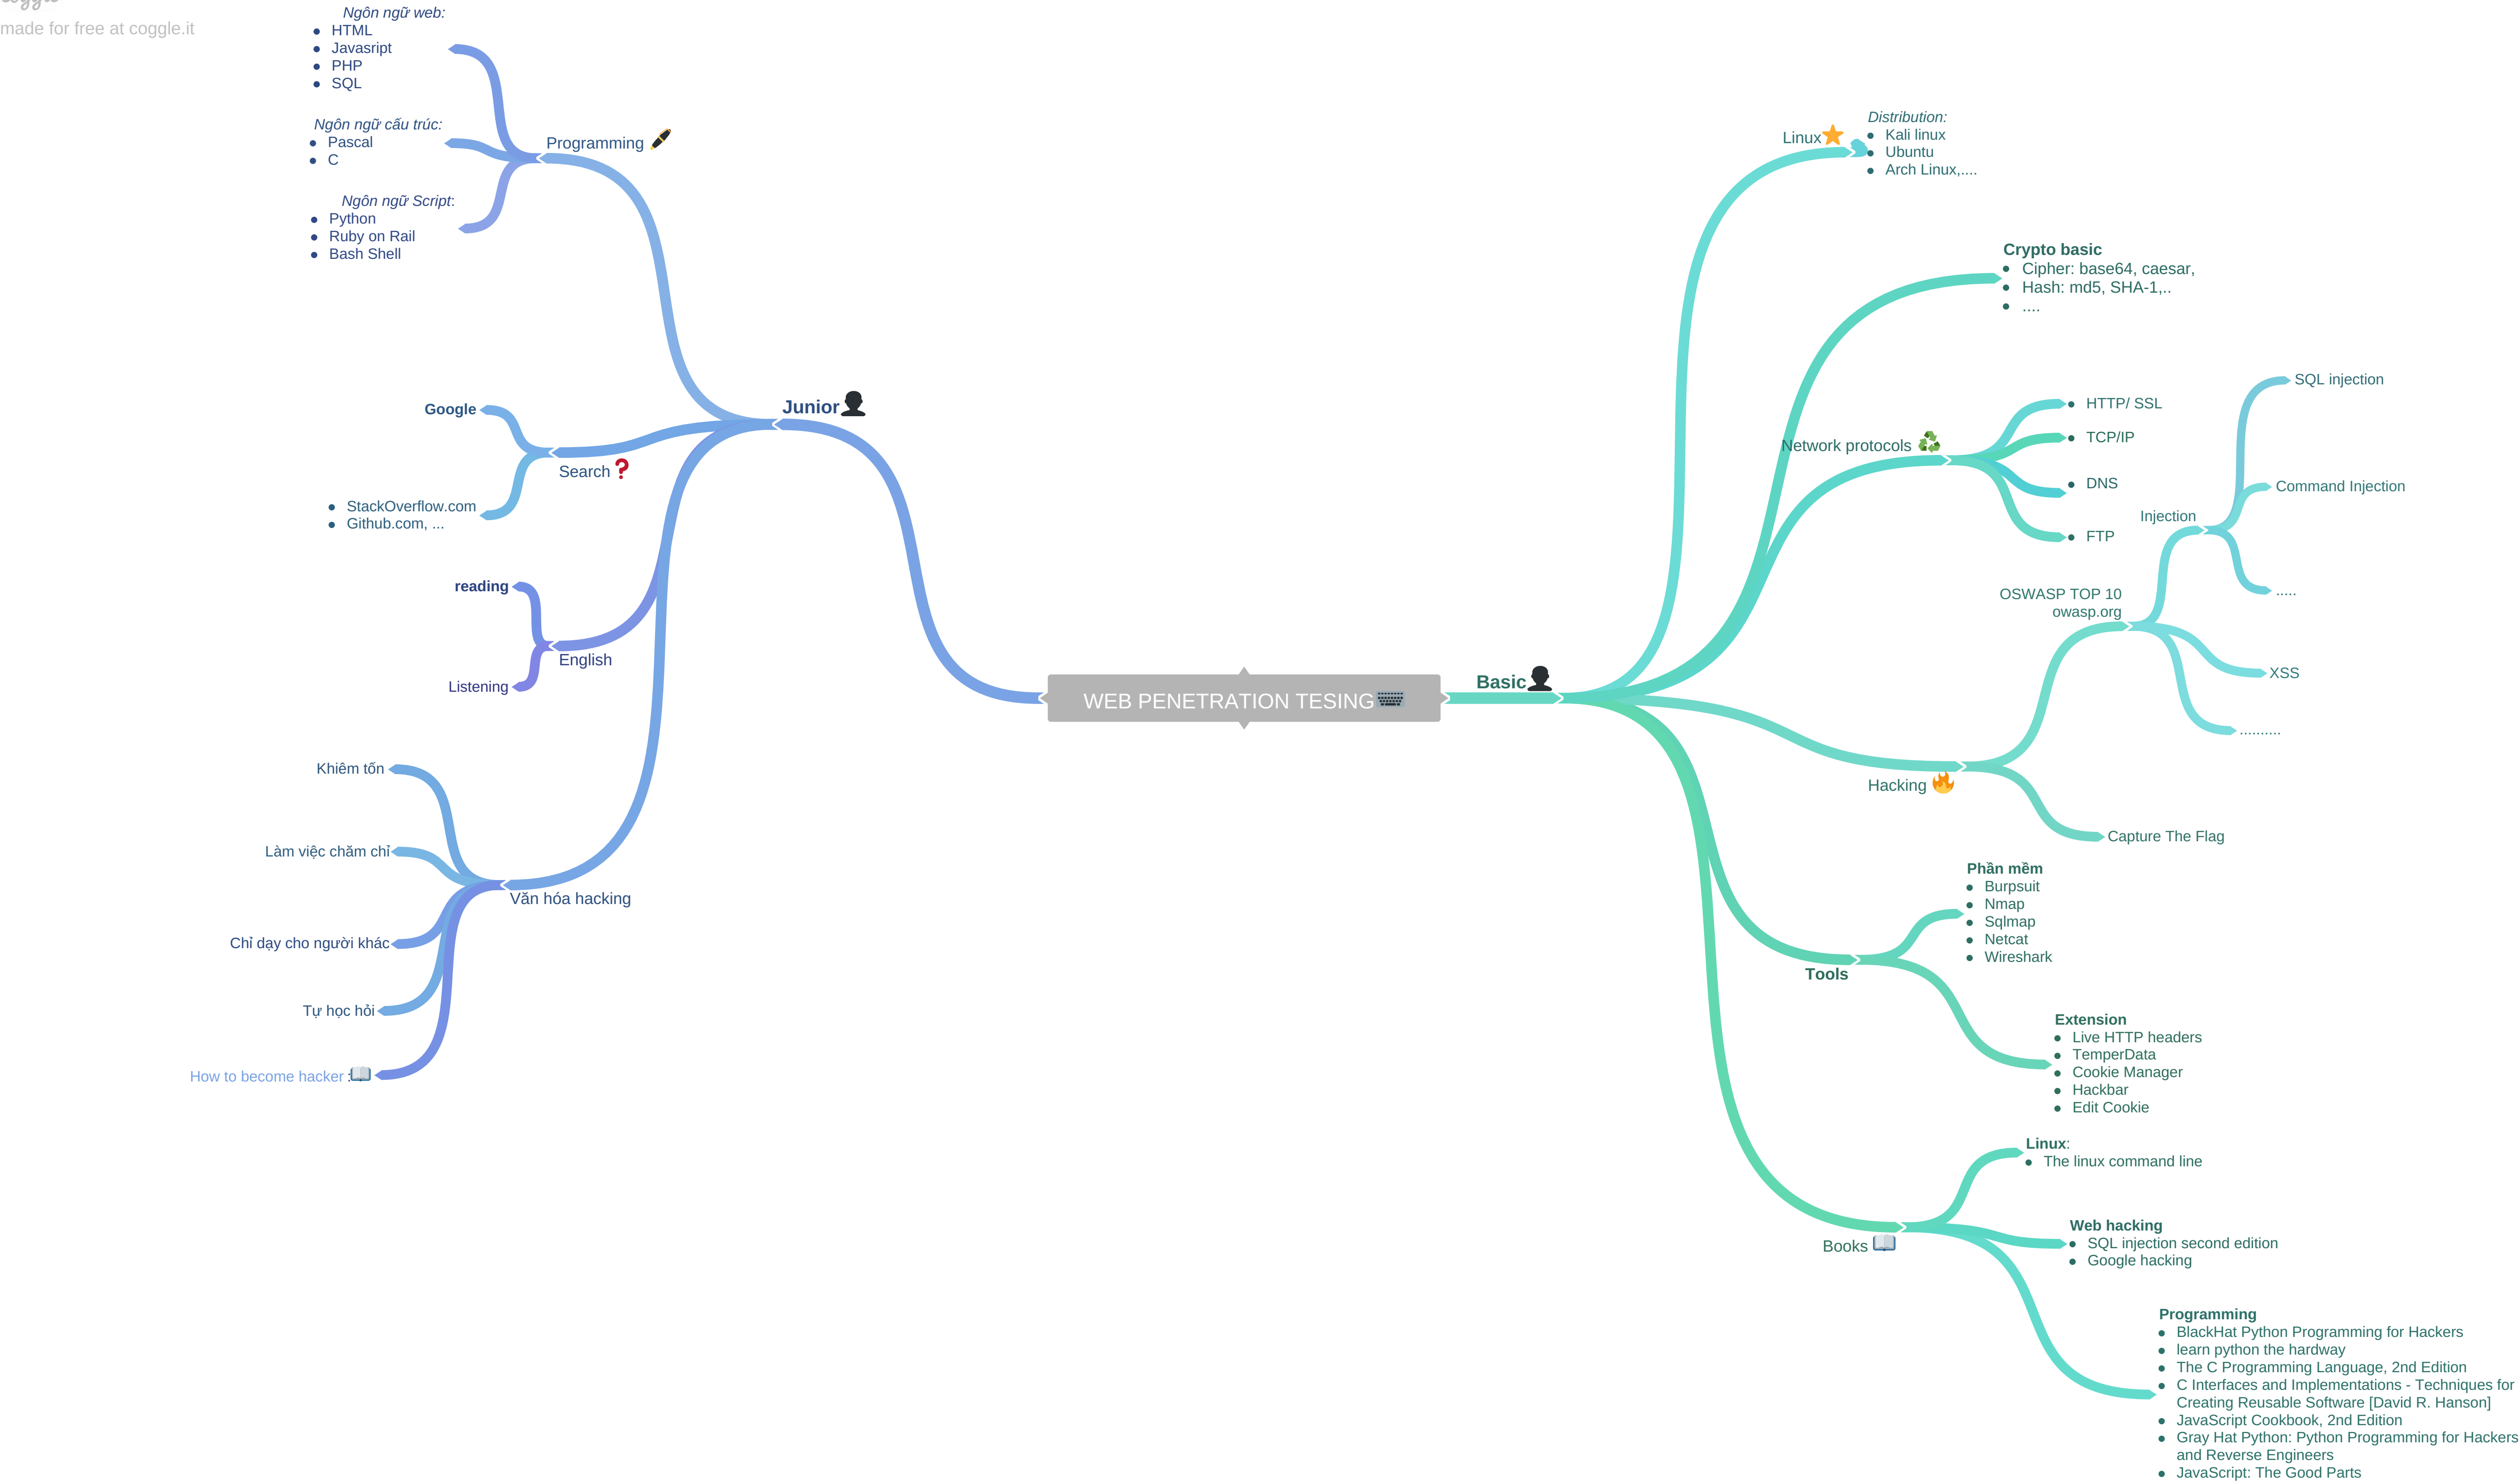 made for free at coggle.it
Ngôn ngữ web:
HTML
Javasript
PHP
SQL
Ngôn ngữ cấu trúc:
Pascal
C
Ngôn ngữ Script:
Python
Ruby on Rail
Bash Shell
Programming
Junior
Google
Search
StackOverflow.com
Github.com, ...
reading
English
Listening
Khiêm tốn
Làm việc chăm chỉ
Văn hóa hacking
Chỉ dạy cho người khác
Tự học hỏi
How to become hacker :
WEB PENETRATION TESING
Basic
Linux
Distribution:
Kali linux
Ubuntu
Arch Linux,....
Crypto basic
Cipher: base64, caesar,
Hash: md5, SHA-1,..
....
Network protocols
HTTP/ SSL
TCP/IP
DNS
FTP
Hacking
OSWASP TOP 10
owasp.org
Injection
SQL injection
Command Injection
.....
XSS
..........
Capture The Flag
Tools
Phần mềm
Burpsuit
Nmap
Sqlmap
Netcat
Wireshark
Extension
Live HTTP headers
TemperData
Cookie Manager
Hackbar
Edit Cookie
Books
Linux:
The linux command line
Web hacking
SQL injection second edition
Google hacking
Programming
BlackHat Python Programming for Hackers
learn python the hardway
The C Programming Language, 2nd Edition
C Interfaces and Implementations - Techniques for
Creating Reusable Software [David R. Hanson]
JavaScript Cookbook, 2nd Edition
Gray Hat Python: Python Programming for Hackers
and Reverse Engineers
JavaScript: The Good Parts